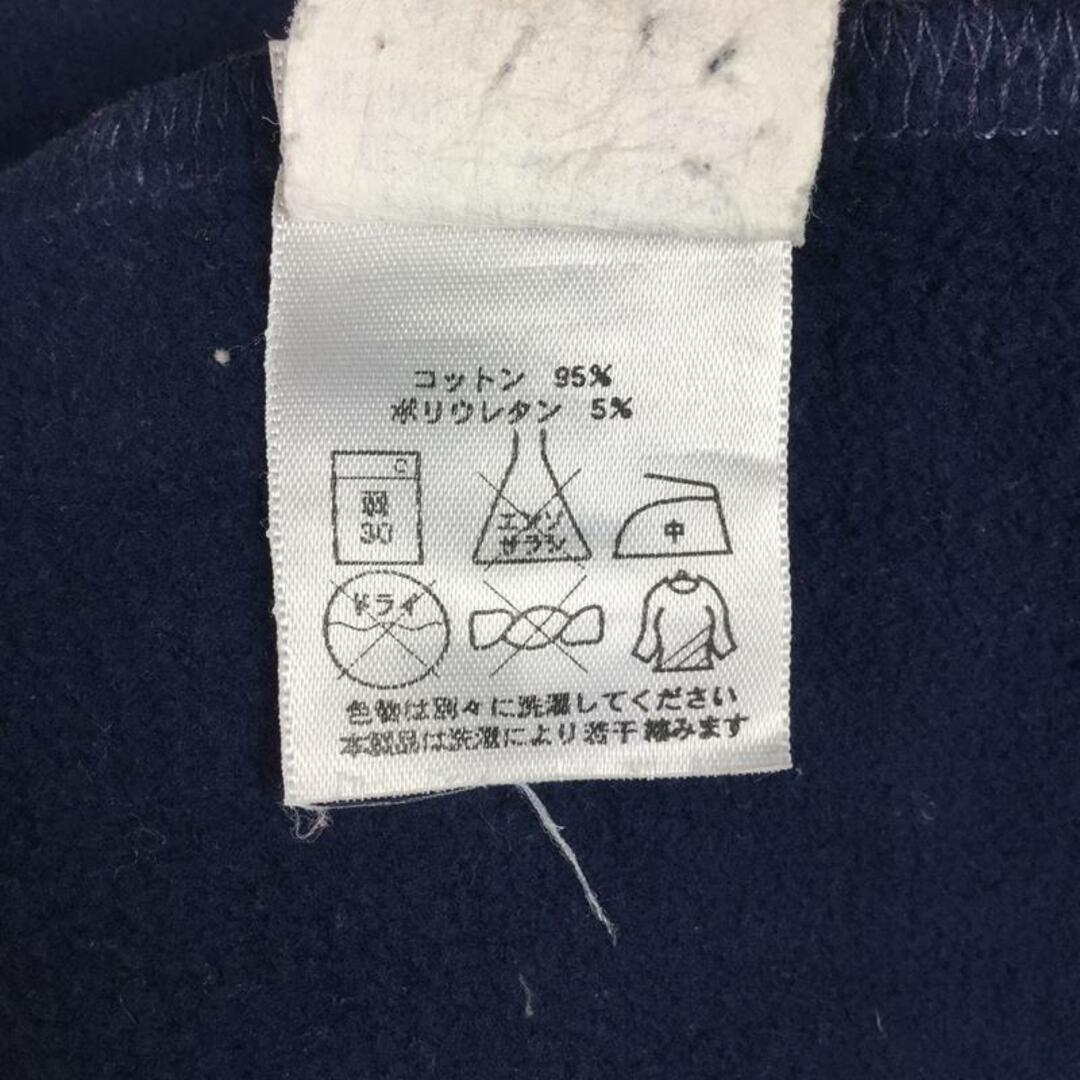 コットン 95%
ポリウレタン 5%
C
弱
30
エンソ
サラシ
中
ドライ
色物は別々に洗濯してください
本製品は洗濯により若干縮みます